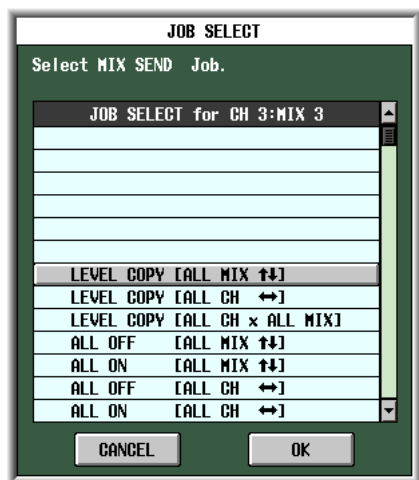 JOB SELECT
Select MIX SEND Job.
JOB SELECT for CH 3:MIX 3
LEVEL COPY [ALL MIX ↑↓]
LEVEL COPY [ALL CH ↔]
LEVEL COPY [ALL CH x ALL MIX]
ALL OFF [ALL MIX ↑↓]
ALL ON [ALL MIX ↑↓]
ALL OFF [ALL CH ↔]
ALL ON [ALL CH ↔]
CANCEL OK